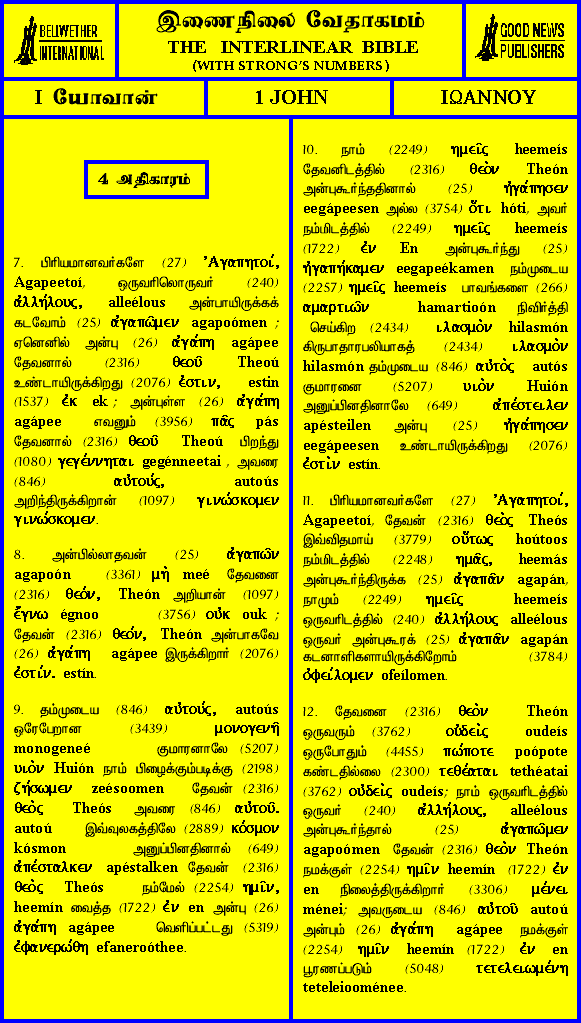 BELLWETHER
INTERNATIONAL
இணைநிலை வேதாகமம்
THE INTERLINEAR BIBLE
(WITH STRONG'S NUMBERS)
GOOD NEWS
PUBLISHERS
I யோவான்
1 JOHN
ΙΩΑΝΝΟΥ
4 அதிகாரம்
7. பிரியமானவர்களே (27) Ἀγαπητοί,
Agapeetoí, ஒருவரிலொருவர் (240)
ἀλλήλους, alleélous அன்பாயிருக்கக்
கடவோம் (25) ἀγαπῶμεν agapoómen ;
ஏனெனில் அன்பு (26) ἀγάπη agápee
தேவனால் (2316) θεοῦ Theoú
உண்டாயிருக்கிறது (2076) ἐστιν, estin
(1537) ἐκ ek ; அன்புள்ள (26) ἀγάπη
agápee எவனும் (3956) πᾶς pás
தேவனால் (2316) θεοῦ Theoú பிறந்து
(1080) γεγέννηται gegénneetai , அவரை
(846) αὐτούς, autoús
அறிந்திருக்கிறான் (1097) γινώσκομεν
γινώσκομεν.
8. அன்பில்லாதவன் (25) ἀγαπῶν
agapoón (3361) μὴ meé தேவனை
(2316) θεόν, Theón அறியான் (1097)
ἔγνω égnoo (3756) οὐκ ouk ;
தேவன் (2316) θεόν, Theón அன்பாகவே
(26) ἀγάπη agápee இருக்கிறார் (2076)
ἐστίν. estín.
9. தம்முடைய (846) αὐτούς, autoús
ஒரேபேறான (3439) μονογενῆ
monogeneé குமாரனாலே (5207)
υἱὸν Huión நாம் பிழைக்கும்படிக்கு (2198)
ζήσωμεν zeésoomen தேவன் (2316)
θεὸς Theós அவரை (846) αὐτοῦ.
autoú இவ்வுலகத்திலே (2889) κόσμον
kósmon அனுப்பினதினால் (649)
ἀπέσταλκεν apéstalken தேவன் (2316)
θεὸς Theós நம்மேல் (2254) ημῖν,
heemín வைத்த (1722) ἐν en அன்பு (26)
ἀγάπη agápee வெளிப்பட்டது (5319)
ἐφανερώθη efaneroóthee.
10. நாம் (2249) ημεῖς heemeís
தேவனிடத்தில் (2316) θεὸν Theón
அன்புகூர்ந்ததினால் (25) ἠγάπησεν
eegápeesen அல்ல (3754) ὅτι hóti, அவர்
நம்மிடத்தில் (2249) ημεῖς heemeís
(1722) ἐν En அன்புகூர்ந்து (25)
ἠγαπήκαμεν eegapeékamen நம்முடைய
(2257) ημεῖς heemeís பாவங்களை (266)
αμαρτιῶν hamartioón நிவிர்த்தி
செய்கிற (2434) ιλασμὸν hilasmón
கிருபாதாரபலியாகத் (2434) ιλασμὸν
hilasmón தம்முடைய (846) αὐτὸς autós
குமாரனை (5207) υιὸν Huión
அனுப்பினதினாலே (649) ἀπέστειλεν
apésteilen அன்பு (25) ἠγάπησεν
eegápeesen உண்டாயிருக்கிறது (2076)
ἐστὶν estín.
11. பிரியமானவர்களே (27) Ἀγαπητοί,
Agapeetoí, தேவன் (2316) θεὸς Theós
இவ்விதமாய் (3779) οὕτως hoútoos
நம்மிடத்தில் (2248) ημᾶς, heemás
அன்புகூர்ந்திருக்க (25) ἀγαπᾶν agapán,
நாமும் (2249) ημεῖς heemeís
ஒருவரிடத்தில் (240) ἀλλήλους alleélous
ஒருவர் அன்புகூரக் (25) ἀγαπᾶν agapán
கடனாளிகளாயிருக்கிறோம் (3784)
ὀφείλομεν ofeílomen.
12. தேவனை (2316) θεὸν Theón
ஒருவரும் (3762) οὐδεὶς oudeís
ஒருபோதும் (4455) πώποτε poópote
கண்டதில்லை (2300) τεθέαται tethéatai
(3762) οὐδεὶς oudeís; நாம் ஒருவரிடத்தில்
ஒருவர் (240) ἀλλήλους, alleélous
அன்புகூர்ந்தால் (25) ἀγαπῶμεν
agapoómen தேவன் (2316) θεὸν Theón
நமக்குள் (2254) ημῖν heemín (1722) ἐν
en நிலைத்திருக்கிறார் (3306) μένει
ménei; அவருடைய (846) αὐτοῦ autoú
அன்பும் (26) ἀγάπη agápee நமக்குள்
(2254) ημῖν heemín (1722) ἐν en
பூரணப்படும் (5048) τετελειωμένη
teteleiooménee.